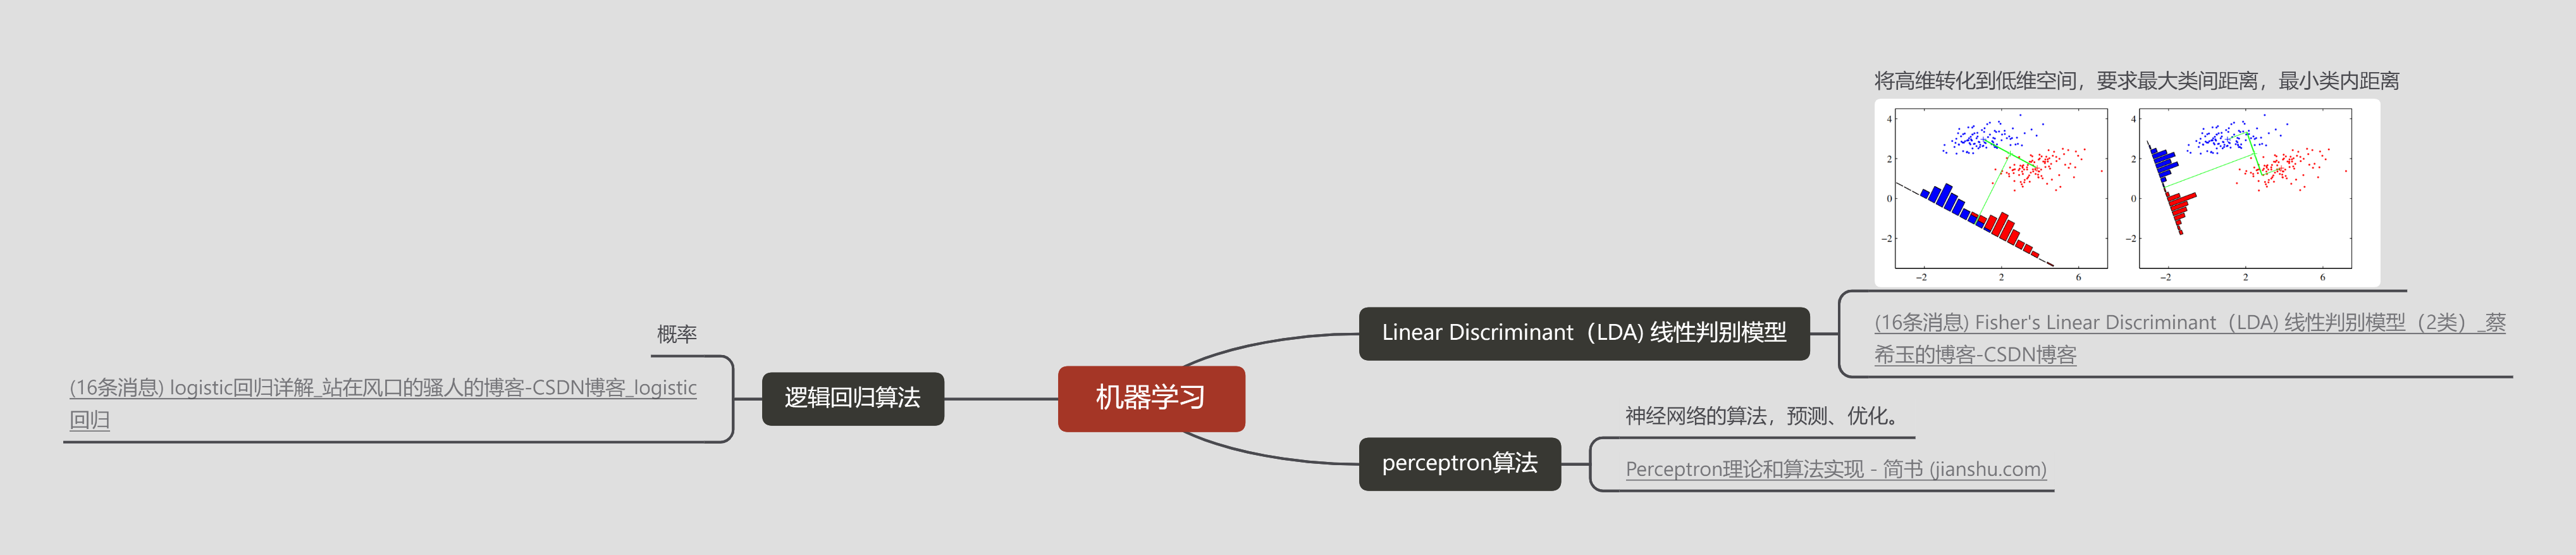 将高维转化到低维空间，要求最大类间距离，最小类内距离
4
2
0
−2
−2
2
6
4
2
0
−2
−2
2
6
Linear Discriminant（LDA) 线性判别模型
(16条消息) Fisher's Linear Discriminant（LDA) 线性判别模型（2类）_蔡
希玉的博客-CSDN博客
概率
(16条消息) logistic回归详解_站在风口的骚人的博客-CSDN博客_logistic
回归
逻辑回归算法
机器学习
神经网络的算法，预测、优化。
perceptron算法
Perceptron理论和算法实现 - 简书 (jianshu.com)